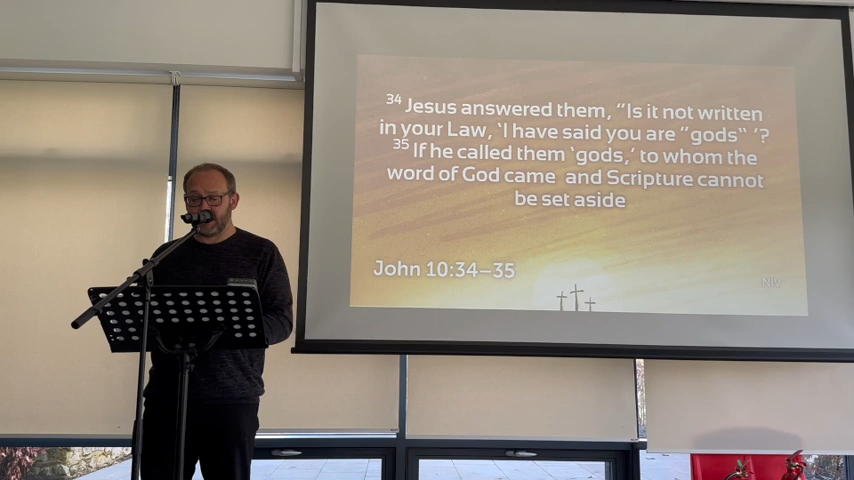 34 Jesus answered them, “Is it not written
in your Law, ‘I have said you are “gods“ ’?
35 If he called them ‘gods,’ to whom the
word of God came and Scripture cannot
be set aside
John 10:34–35
NIV